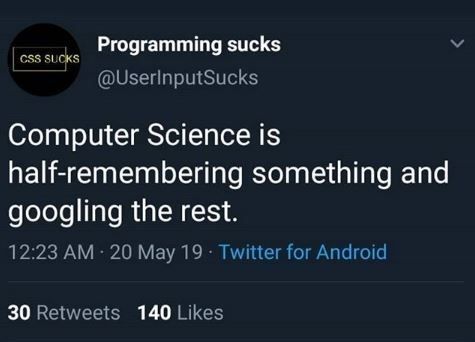 CSS SUCKS
Programming sucks
@UserInputSucks
Computer Science is
half-remembering something and
googling the rest.
12:23 AM · 20 May 19 · Twitter for Android
30 Retweets 140 Likes